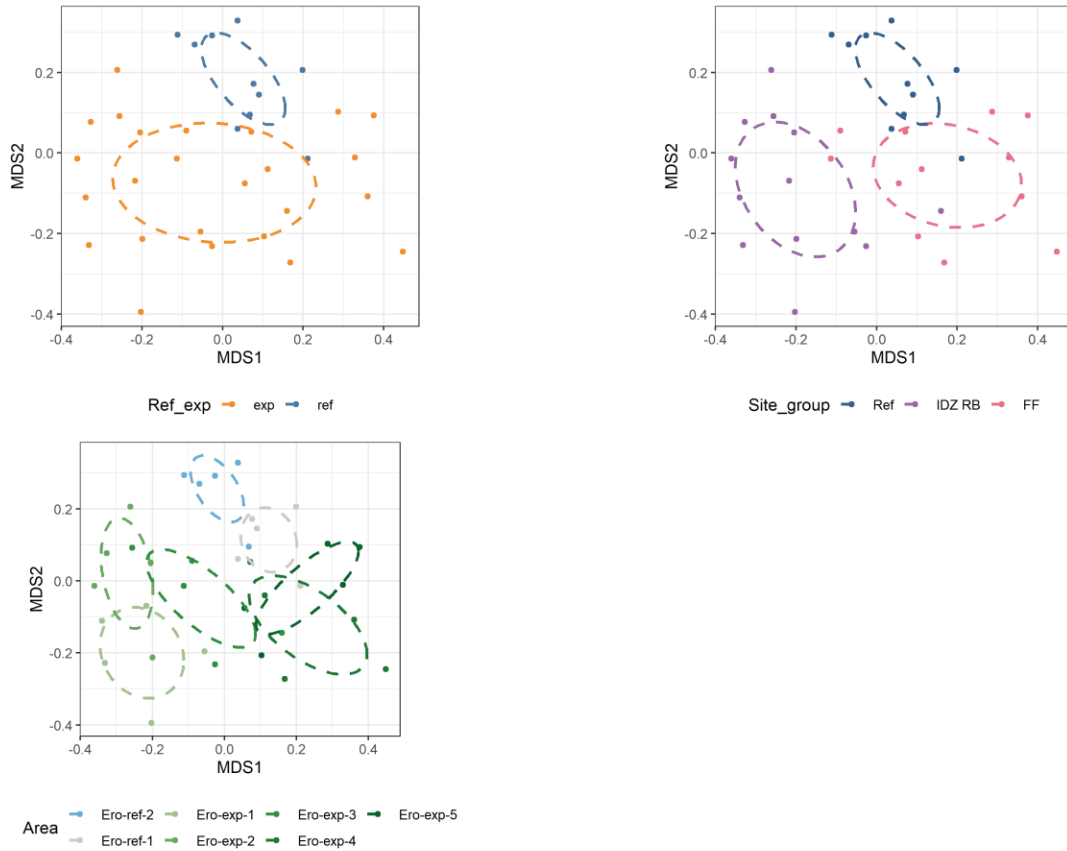 0.2
0.0
-0.2
-0.4
MDS2
-0.4 -0.2 0.0 0.2 0.4
MDS1
Ref_exp exp ref
0.2
0.0
-0.2
-0.4
MDS2
-0.4 -0.2 0.0 0.2 0.4
MDS1
Site_group Ref IDZ RB FF
0.2
0.0
-0.2
-0.4
MDS2
-0.4 -0.2 0.0 0.2 0.4
MDS1
Area
Ero-ref-2 Ero-exp-1 Ero-exp-3 Ero-exp-5
Ero-ref-1 Ero-exp-2 Ero-exp-4